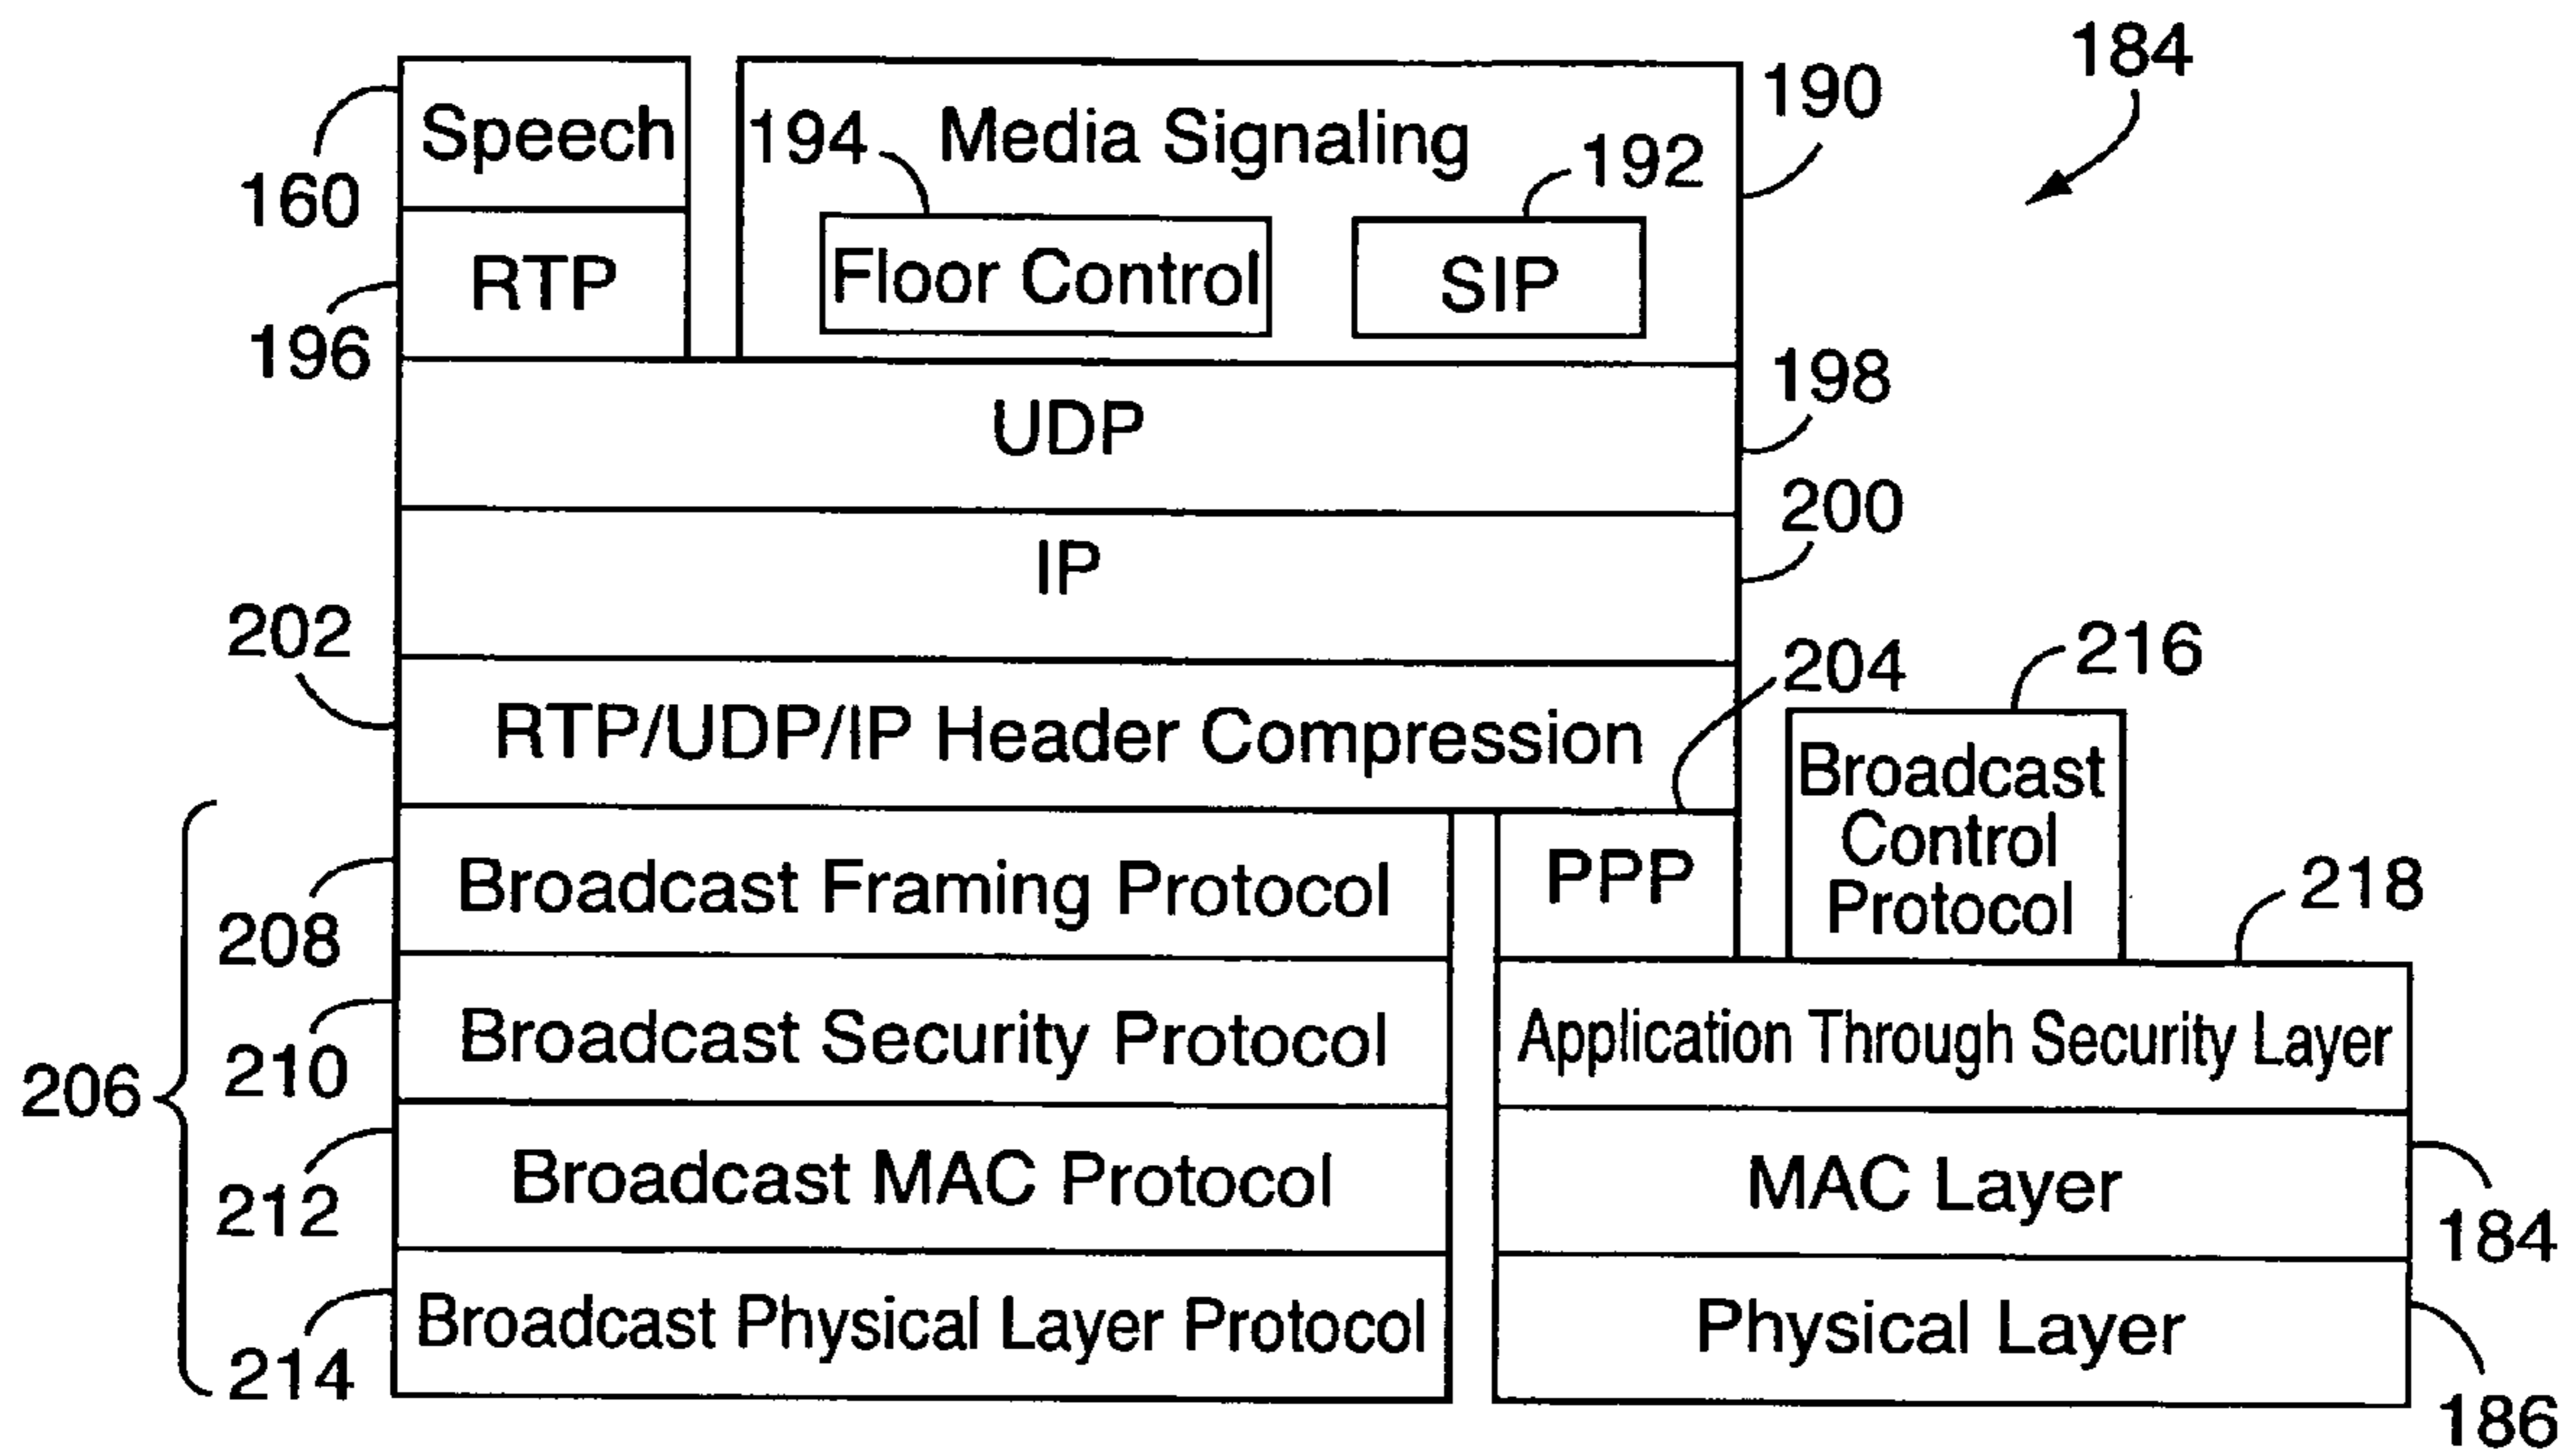 184
190
Speech
194
Media Signaling
192
160
Floor Control
SIP
RTP
196
198
UDP
200
IP
202
204
216
RTP/UDP/IP Header Compression
Broadcast
Control
Protocol
208
Broadcast Framing Protocol
PPP
218
206
210
Broadcast Security Protocol
Application Through Security Layer
212
Broadcast MAC Protocol
MAC Layer
184
214
Broadcast Physical Layer Protocol
Physical Layer
186